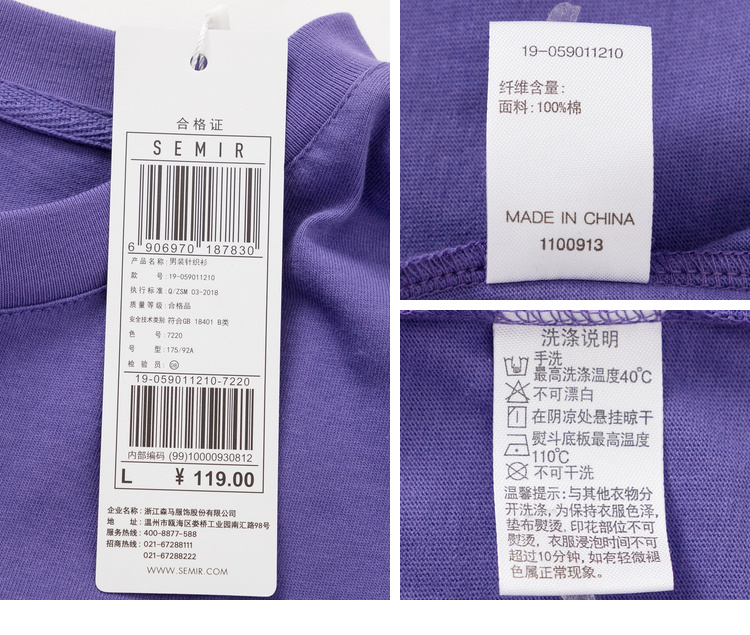 合格证
SEMIR
6 906970 187830
产品名称:男装针织衫
款 号:19-059011210
执行标准:Q/ZSM 03-2018
质量等级:合格品
安全技术类别 符合GB 18401 B类
色 号:7220
号 型:175/92A
检 验 员:
19-059011210-7220
内部编码 (99)10000930812
L ¥ 119.00
企业名称:浙江森马服饰股份有限公司
地 址:温州市瓯海区娄桥工业园南汇路98号
服务热线:400-8877-588
招商热线:021-67288111
021-67288222
WWW.SEMIR.COM
19-059011210
纤维含量:
面料:100%棉
MADE IN CHINA
1100913
洗涤说明
手洗
最高洗涤温度40℃
不可漂白
在阴凉处悬挂晾干
熨斗底板最高温度
110℃
不可干洗
温馨提示:与其他衣物分
开洗涤,为保持衣服色泽,
垫布熨烫,印花部位不可
熨烫,衣服浸泡时间不可
超过10分钟,如有轻微褪
色属正常现象。